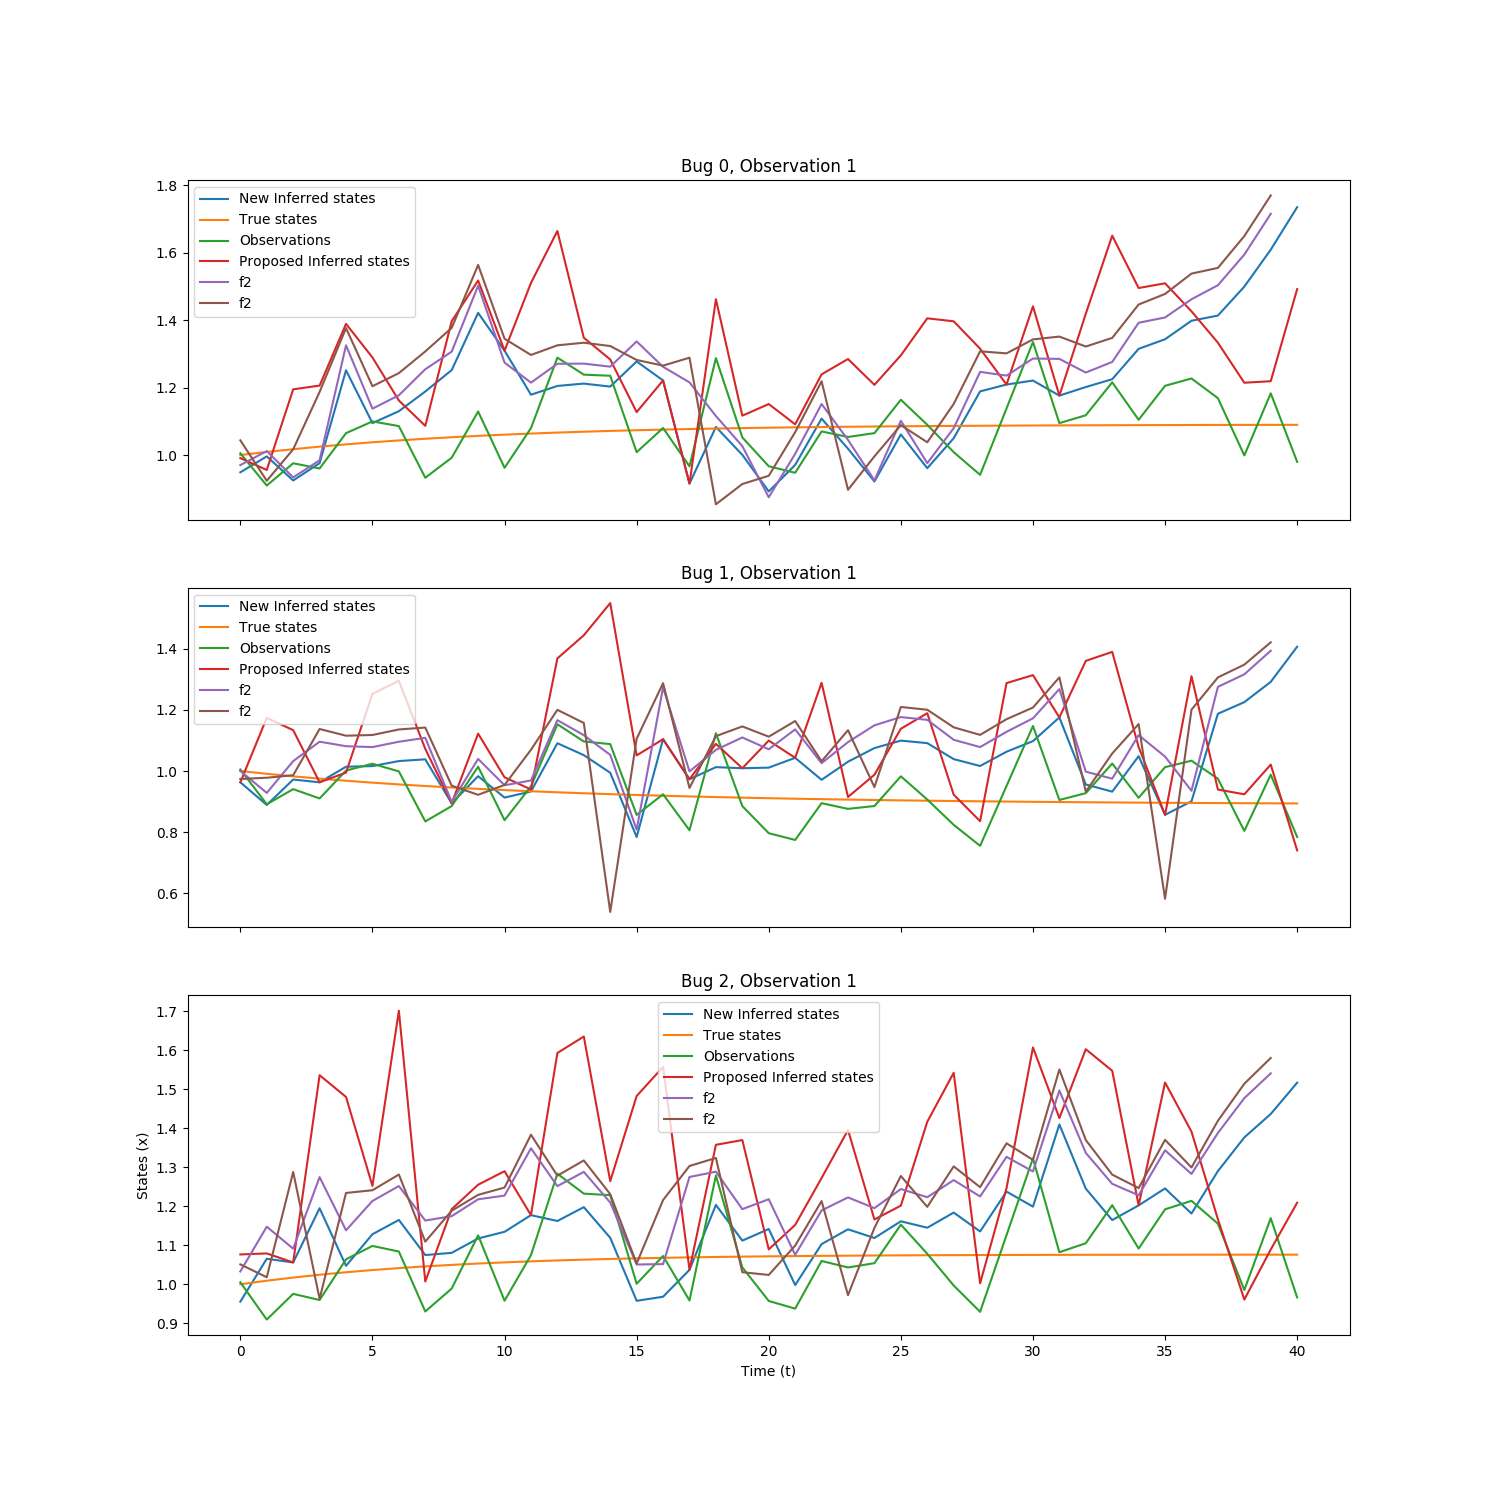 Bug 0, Observation 1
1.8
1.6
1.4
1.2
1.0
New Inferred states
True states
Observations
Proposed Inferred states
f2
f2
Bug 1, Observation 1
1.4
1.2
1.0
0.8
0.6
New Inferred states
True states
Observations
Proposed Inferred states
f2
f2
Bug 2, Observation 1
States (x)
1.7
1.6
1.5
1.4
1.3
1.2
1.1
1.0
0.9
New Inferred states
True states
Observations
Proposed Inferred states
f2
f2
0 5 10 15 20 25 30 35 40
Time (t)